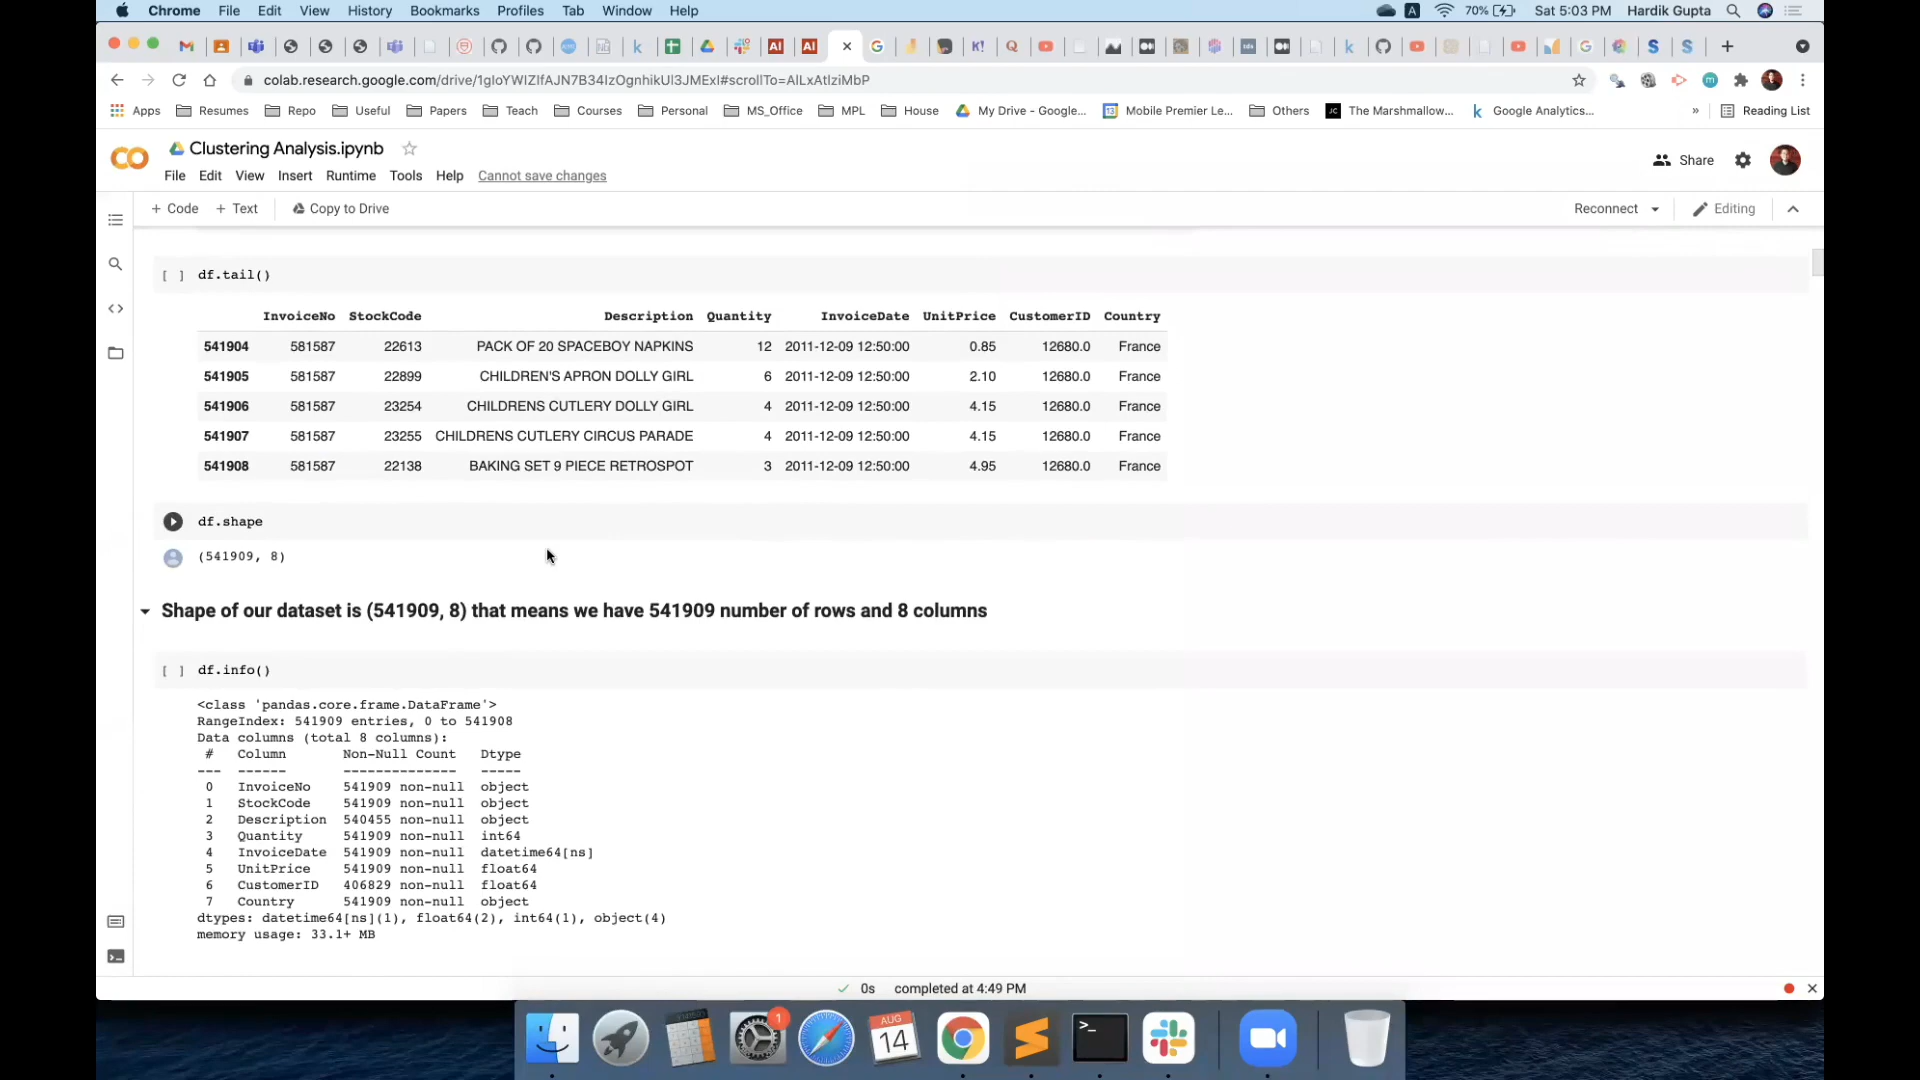 Chrome File Edit View History Bookmarks Profiles Tab Window Help A 70% Sat 5:03 PM Hardik Gupta
colab.research.google.com/drive/1gIoYWIZIfAJN7B34IzOgnhikUl3JMExI#scrollTo=AlLxAtlziMbP
Apps Resumes Repo Useful Papers Teach Courses Personal MS_Office MPL House My Drive - Google... Mobile Premier Le... Others JC The Marshmallow... k Google Analytics... » Reading List
CO Clustering Analysis.ipynb
Share
File Edit View Insert Runtime Tools Help Cannot save changes
+ Code + Text Copy to Drive Reconnect Editing
[ ] df.tail()
InvoiceNo StockCode Description Quantity InvoiceDate UnitPrice CustomerID Country
541904 581587 22613 PACK OF 20 SPACEBOY NAPKINS 12 2011-12-09 12:50:00 0.85 12680.0 France
541905 581587 22899 CHILDREN'S APRON DOLLY GIRL 6 2011-12-09 12:50:00 2.10 12680.0 France
541906 581587 23254 CHILDRENS CUTLERY DOLLY GIRL 4 2011-12-09 12:50:00 4.15 12680.0 France
541907 581587 23255 CHILDRENS CUTLERY CIRCUS PARADE 4 2011-12-09 12:50:00 4.15 12680.0 France
541908 581587 22138 BAKING SET 9 PIECE RETROSPOT 3 2011-12-09 12:50:00 4.95 12680.0 France
df.shape
(541909, 8)
Shape of our dataset is (541909, 8) that means we have 541909 number of rows and 8 columns
[ ] df.info()
<class 'pandas.core.frame.DataFrame'>
RangeIndex: 541909 entries, 0 to 541908
Data columns (total 8 columns):
# Column Non-Null Count Dtype
--- ------ -------------- -----
0 InvoiceNo 541909 non-null object
1 StockCode 541909 non-null object
2 Description 540455 non-null object
3 Quantity 541909 non-null int64
4 InvoiceDate 541909 non-null datetime64[ns]
5 UnitPrice 541909 non-null float64
6 CustomerID 406829 non-null float64
7 Country 541909 non-null object
dtypes: datetime64[ns](1), float64(2), int64(1), object(4)
memory usage: 33.1+ MB
0s completed at 4:49 PM
1
AUG
14
>_